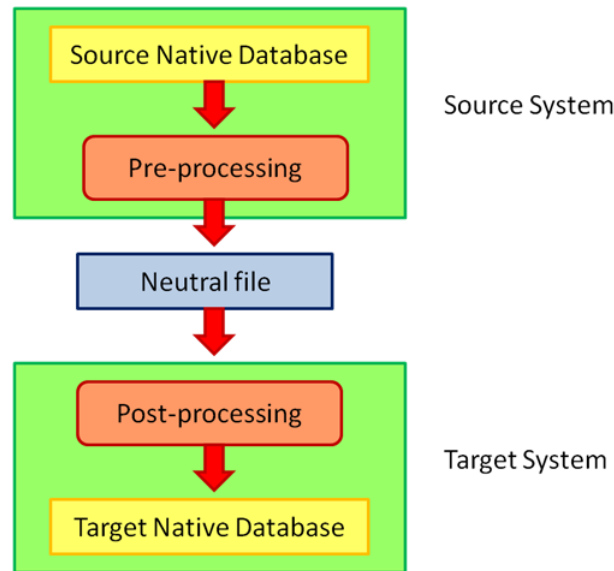 Source Native Database
Source System
Pre-processing
Neutral file
Post-processing
Target System
Target Native Database